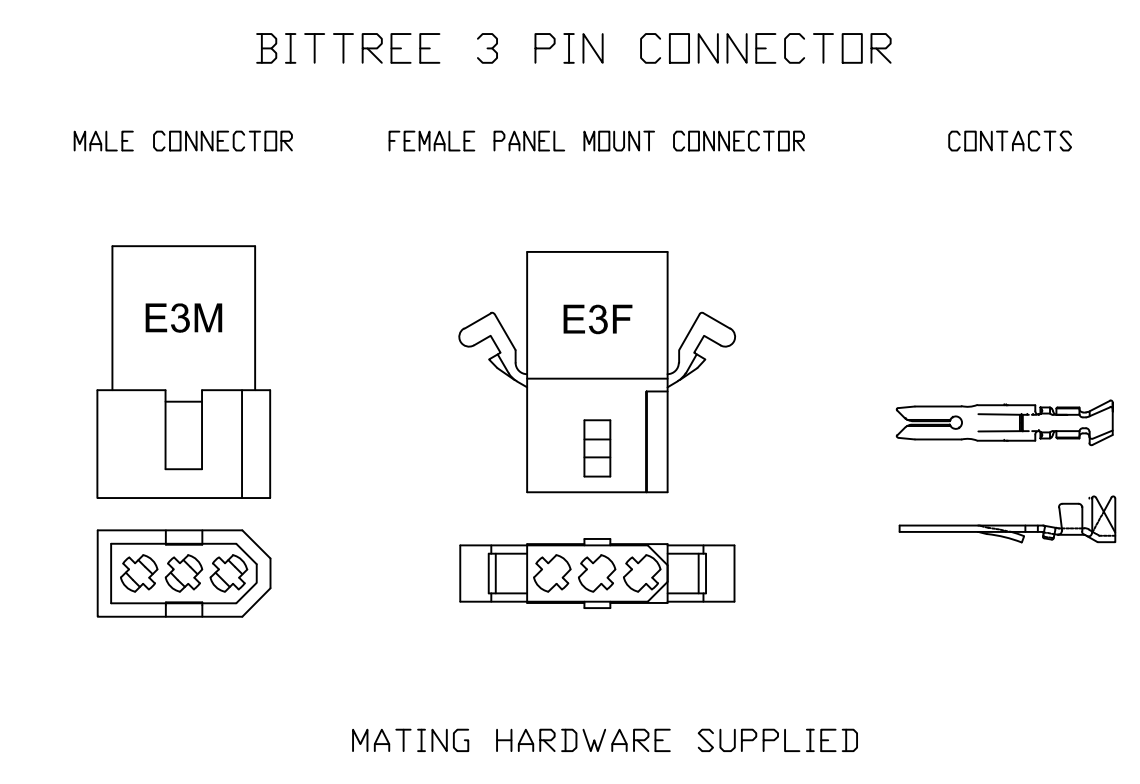 BITTREE 3 PIN CONNECTOR
MALE CONNECTOR
FEMALE PANEL MOUNT CONNECTOR
CONTACTS
E3M
E3F
MATING HARDWARE SUPPLIED